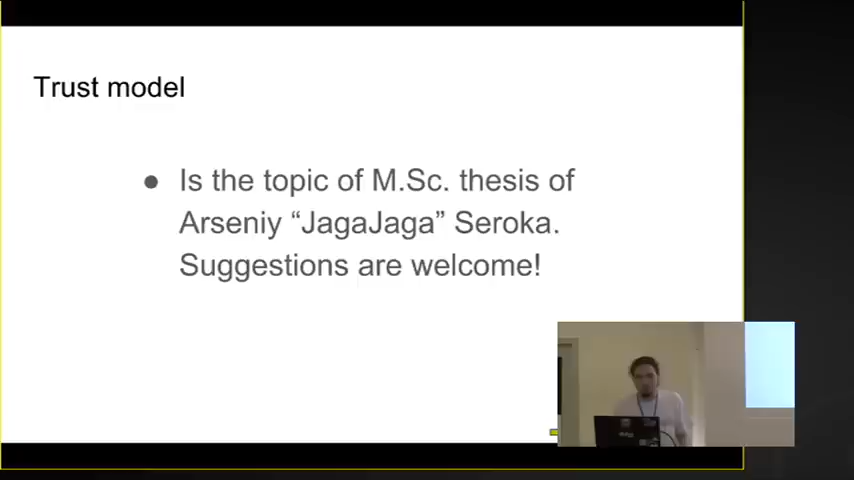 Trust model
● Is the topic of M.Sc. thesis of
Arseniy “JagaJaga” Seroka.
Suggestions are welcome!